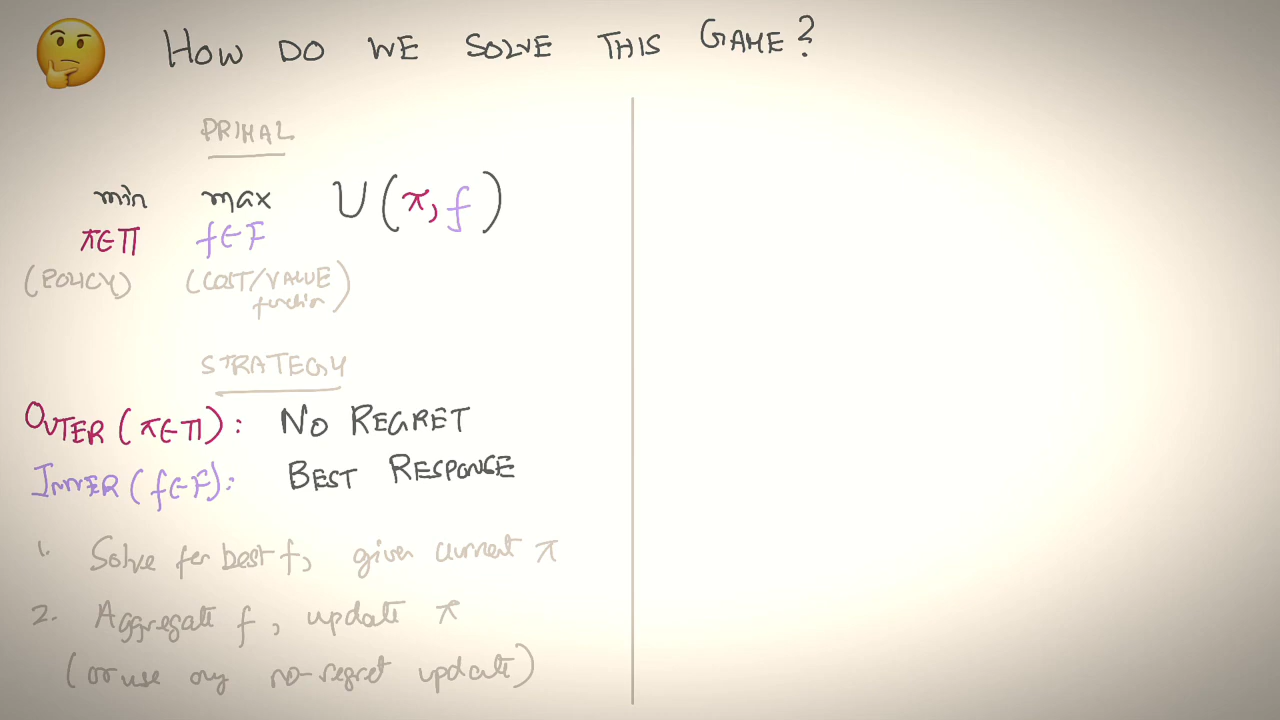 HOW DO WE SOLVE THIS GAME?
PRIMAL
min max U(π, f)
π∈Π f∈F
(POLICY) (COST/VALUE function)
STRATEGY
OUTER (π∈Π): NO REGRET
INNER (f∈F): BEST RESPONSE
1. Solve for best f, given current π
2. Aggregate f, update π
(or use any no-regret update)